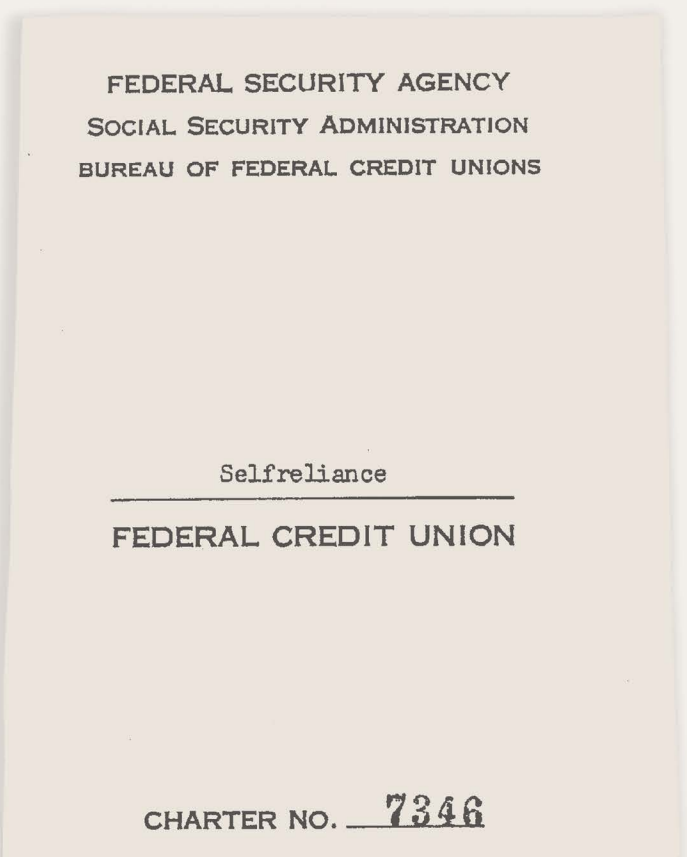 FEDERAL SECURITY AGENCY
SOCIAL SECURITY ADMINISTRATION
BUREAU OF FEDERAL CREDIT UNIONS
Selfreliance
FEDERAL CREDIT UNION
CHARTER NO. 7346